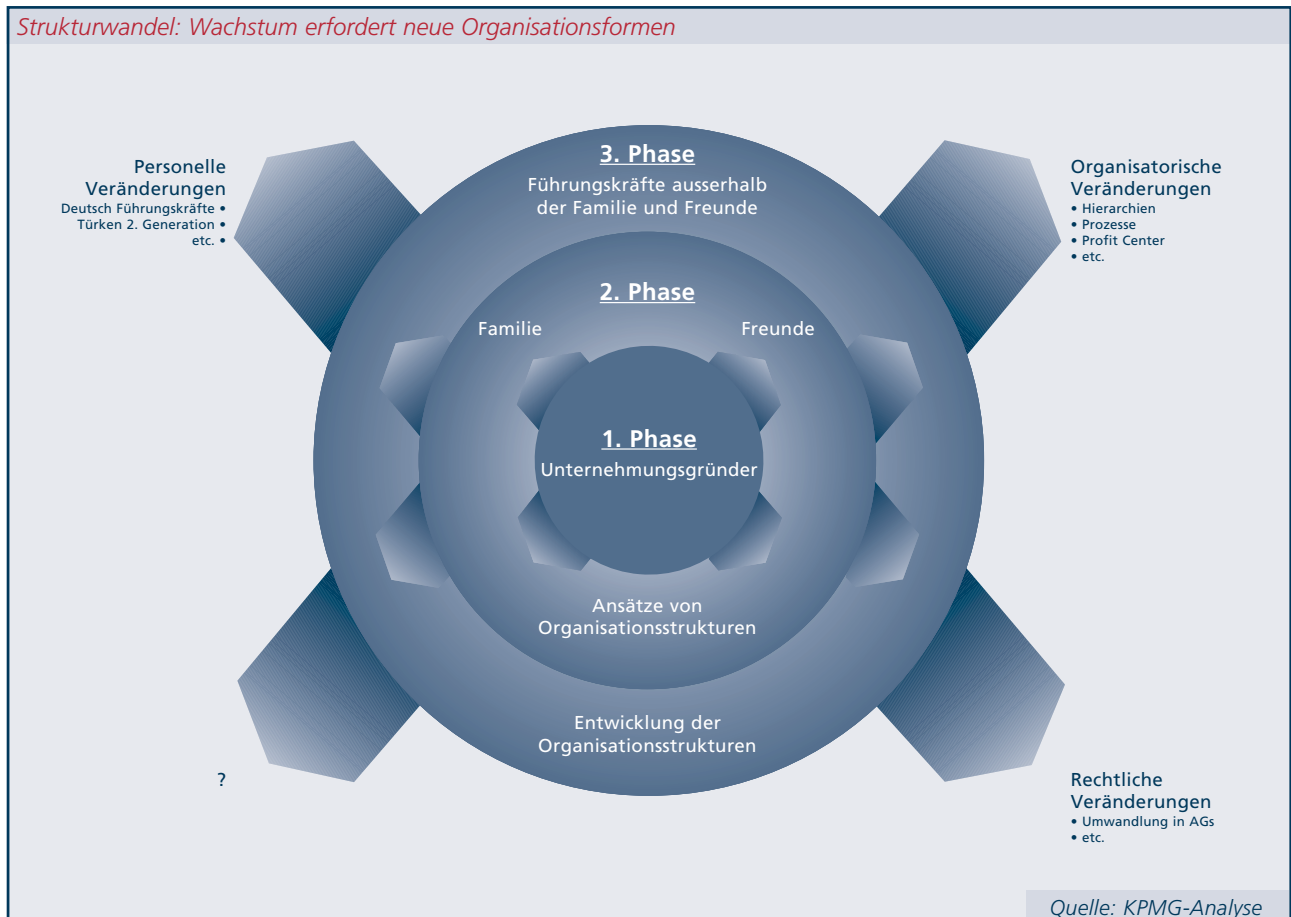 Strukturwandel: Wachstum erfordert neue Organisationsformen
Personelle
Veränderungen
Deutsch Führungskräfte •
Türken 2. Generation •
etc. •
3. Phase
Führungskräfte ausserhalb
der Familie und Freunde
Organisatorische
Veränderungen
• Hierarchien
• Prozesse
• Profit Center
• etc.
2. Phase
Familie
Freunde
1. Phase
Unternehmungsgründer
Ansätze von
Organisationsstrukturen
Entwicklung der
Organisationsstrukturen
?
Rechtliche
Veränderungen
• Umwandlung in AGs
• etc.
Quelle: KPMG-Analyse